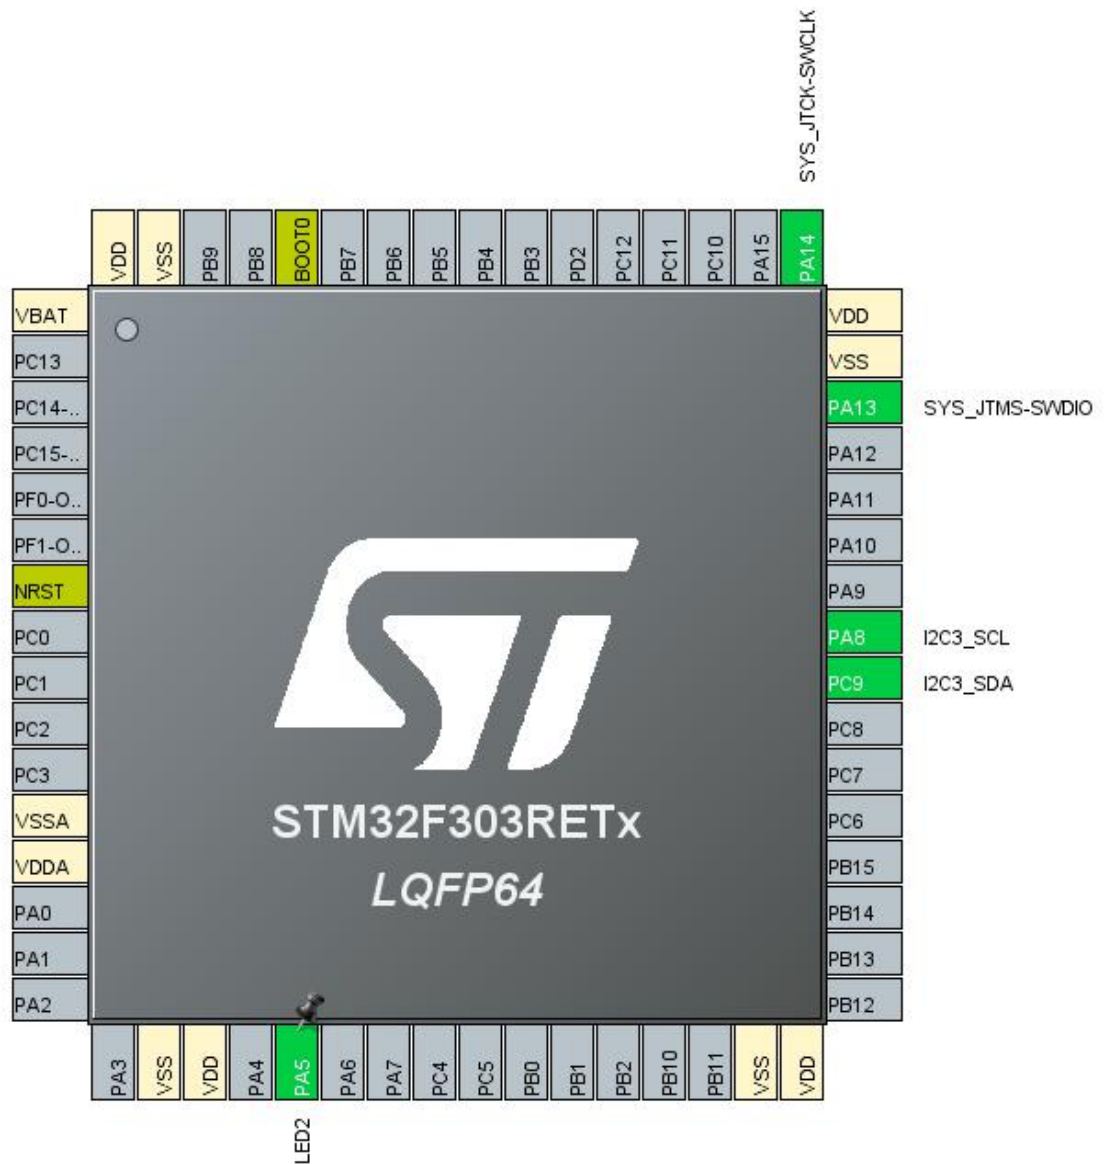 SYS_JTCK-SWCLK
VDD
VSS
PB9
PB8
BOOT0
PB7
PB6
PB5
PB4
PB3
PD2
PC12
PC11
PC10
PA15
PA14
VBAT
PC13
PC14-..
PC15-..
PF0-O..
PF1-O..
NRST
PC0
PC1
PC2
PC3
VSSA
VDDA
PA0
PA1
PA2
VDD
VSS
PA13 SYS_JTMS-SWDIO
PA12
PA11
PA10
PA9
PA8 I2C3_SCL
PC9 I2C3_SDA
PC8
PC7
PC6
PB15
PB14
PB13
PB12
ST
STM32F303RETx
LQFP64
PA3
VSS
VDD
PA4
PA5
PA6
PA7
PC4
PC5
PB0
PB1
PB2
PB10
PB11
VSS
VDD
LED2